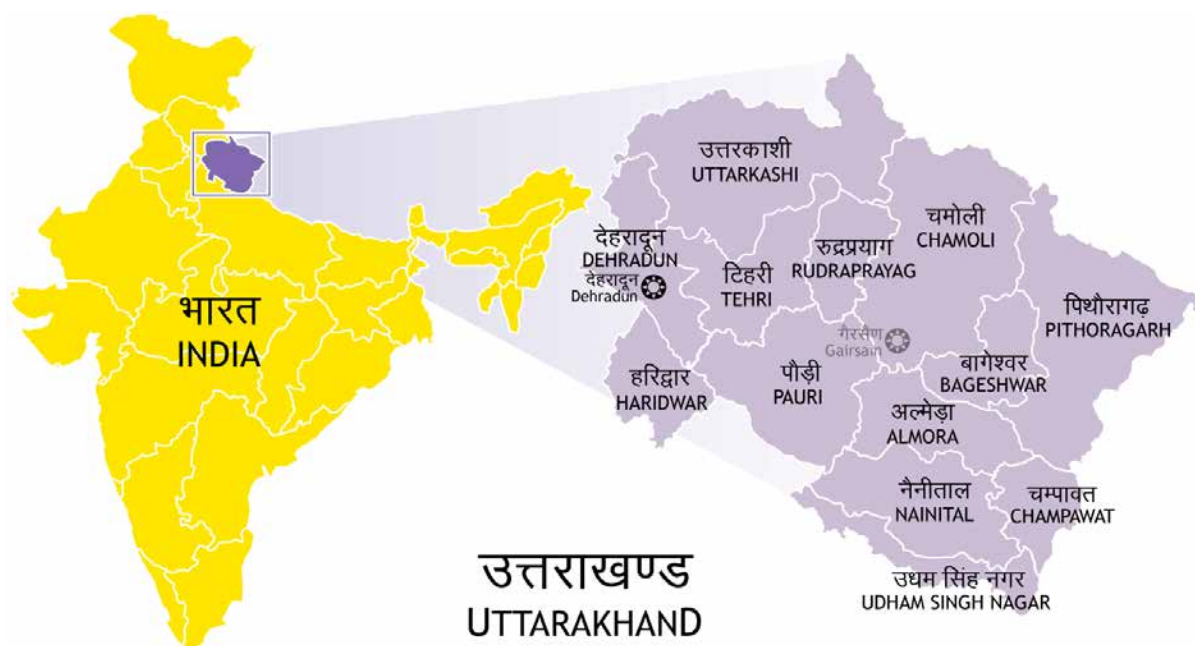 भारत
INDIA
उत्तरकाशी
UTTARKASHI
चमोली
CHAMOLI
देहरादून
DEHRADUN
देहरादून
Dehradun
टिहरी
TEHRI
रुद्रप्रयाग
RUDRAPRAYAG
पिथौरागढ़
PITHORAGARH
गैरसैण
Gairsain
हरिद्वार
HARIDWAR
पौड़ी
PAURI
बागेश्वर
BAGESHWAR
अल्मेड़ा
ALMORA
नैनीताल
NAINITAL
चम्पावत
CHAMPAWAT
उधम सिंह नगर
UDHAM SINGH NAGAR
उत्तराखण्ड
UTTARAKHAND